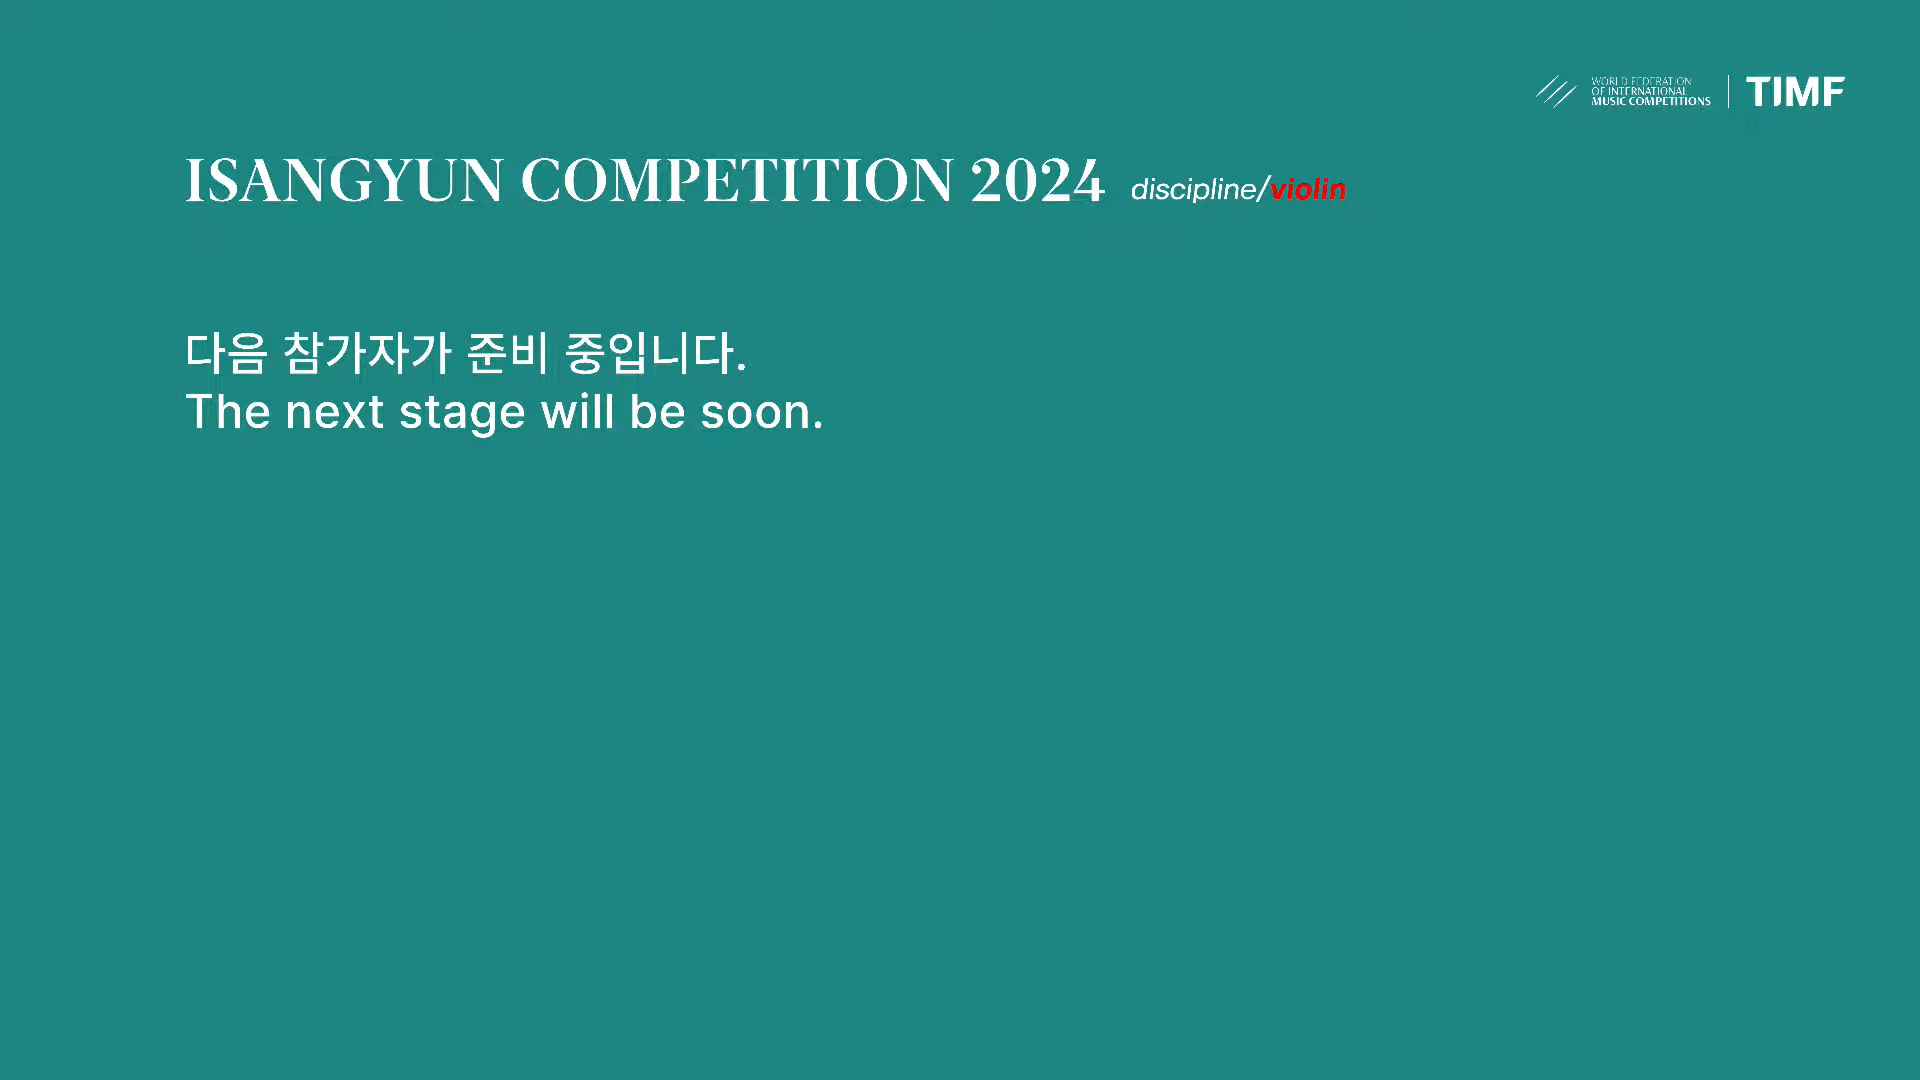 WORLD FEDERATION
OF INTERNATIONAL
MUSIC COMPETITIONS
TIMF
ISANGYUN COMPETITION 2024 discipline/violin
다음 참가자가 준비 중입니다.
The next stage will be soon.